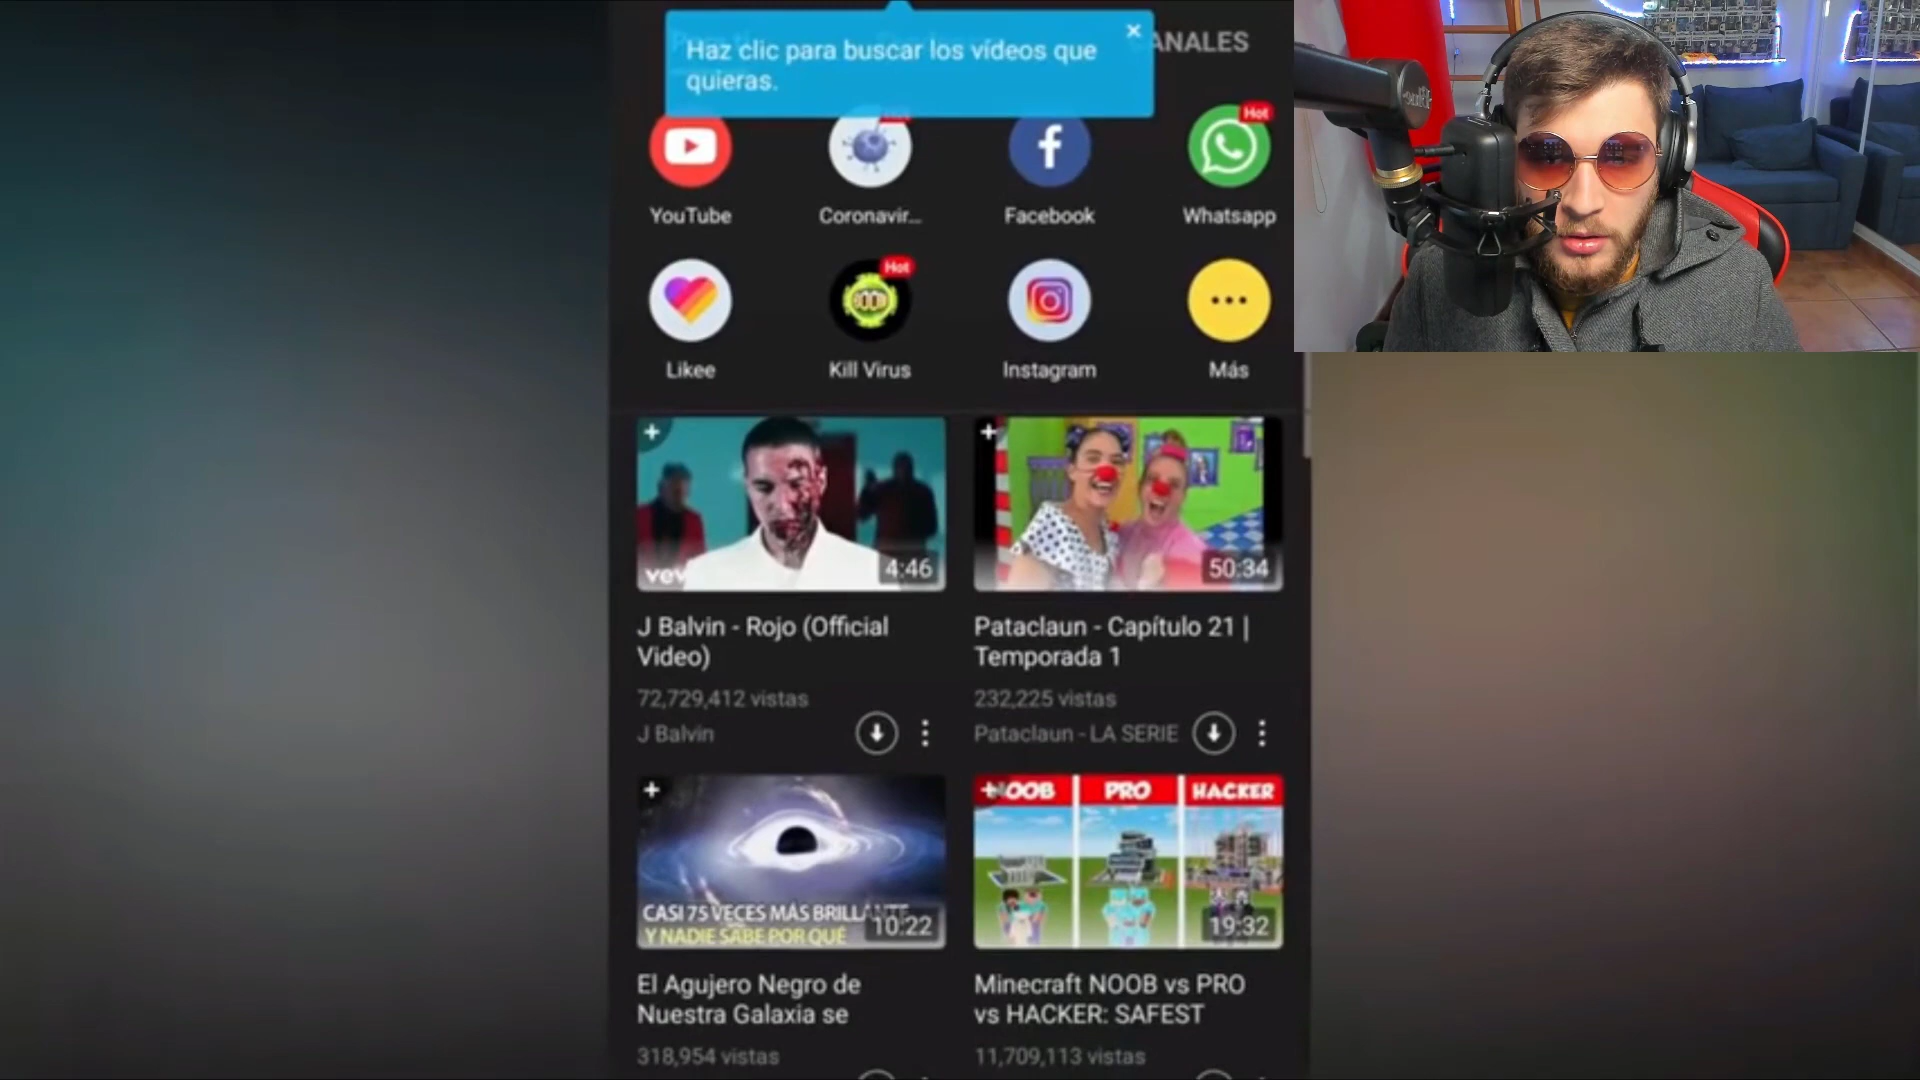 Haz clic para buscar los vídeos que
quieras.
×
CANALES
Hot
YouTube
Coronavir...
Facebook
Whatsapp
Hot
Likee
Kill Virus
Instagram
Más
vevo
4:46
50:34
J Balvin - Rojo (Official
Video)
Pataclaun - Capítulo 21 |
Temporada 1
72,729,412 vistas
232,225 vistas
J Balvin
Pataclaun - LA SERIE
CASI 75 VECES MÁS BRILLANTE
Y NADIE SABE POR QUÉ
10:22
NOOB
PRO
HACKER
19:32
El Agujero Negro de
Nuestra Galaxia se
Minecraft NOOB vs PRO
vs HACKER: SAFEST
318,954 vistas
11,709,113 vistas